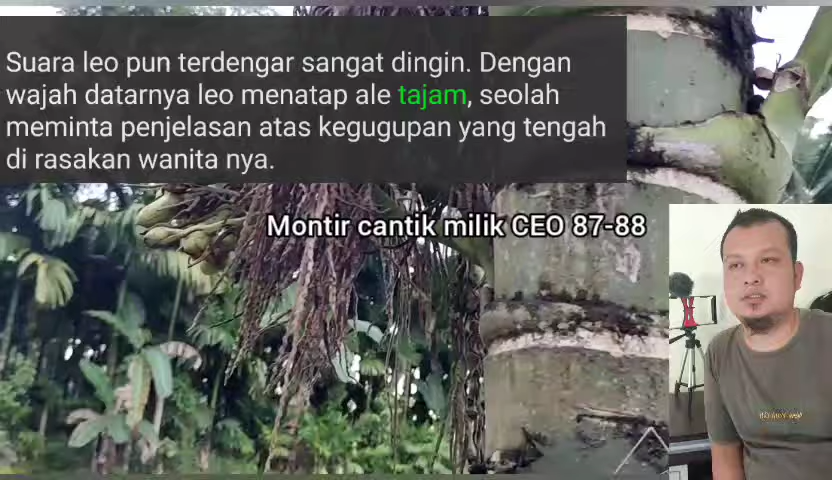 Suara leo pun terdengar sangat dingin. Dengan
wajah datarnya leo menatap ale tajam, seolah
meminta penjelasan atas kegugupan yang tengah
di rasakan wanita nya.
Montir cantik milik CEO 87-88